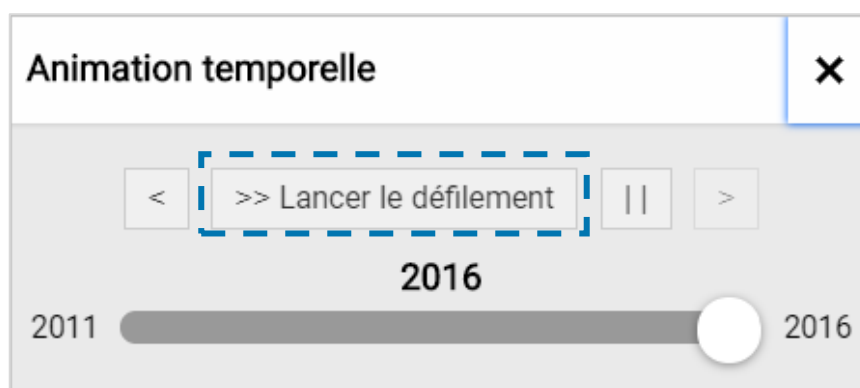 Animation temporelle ×
< >> Lancer le défilement || >
2016
2011 2016